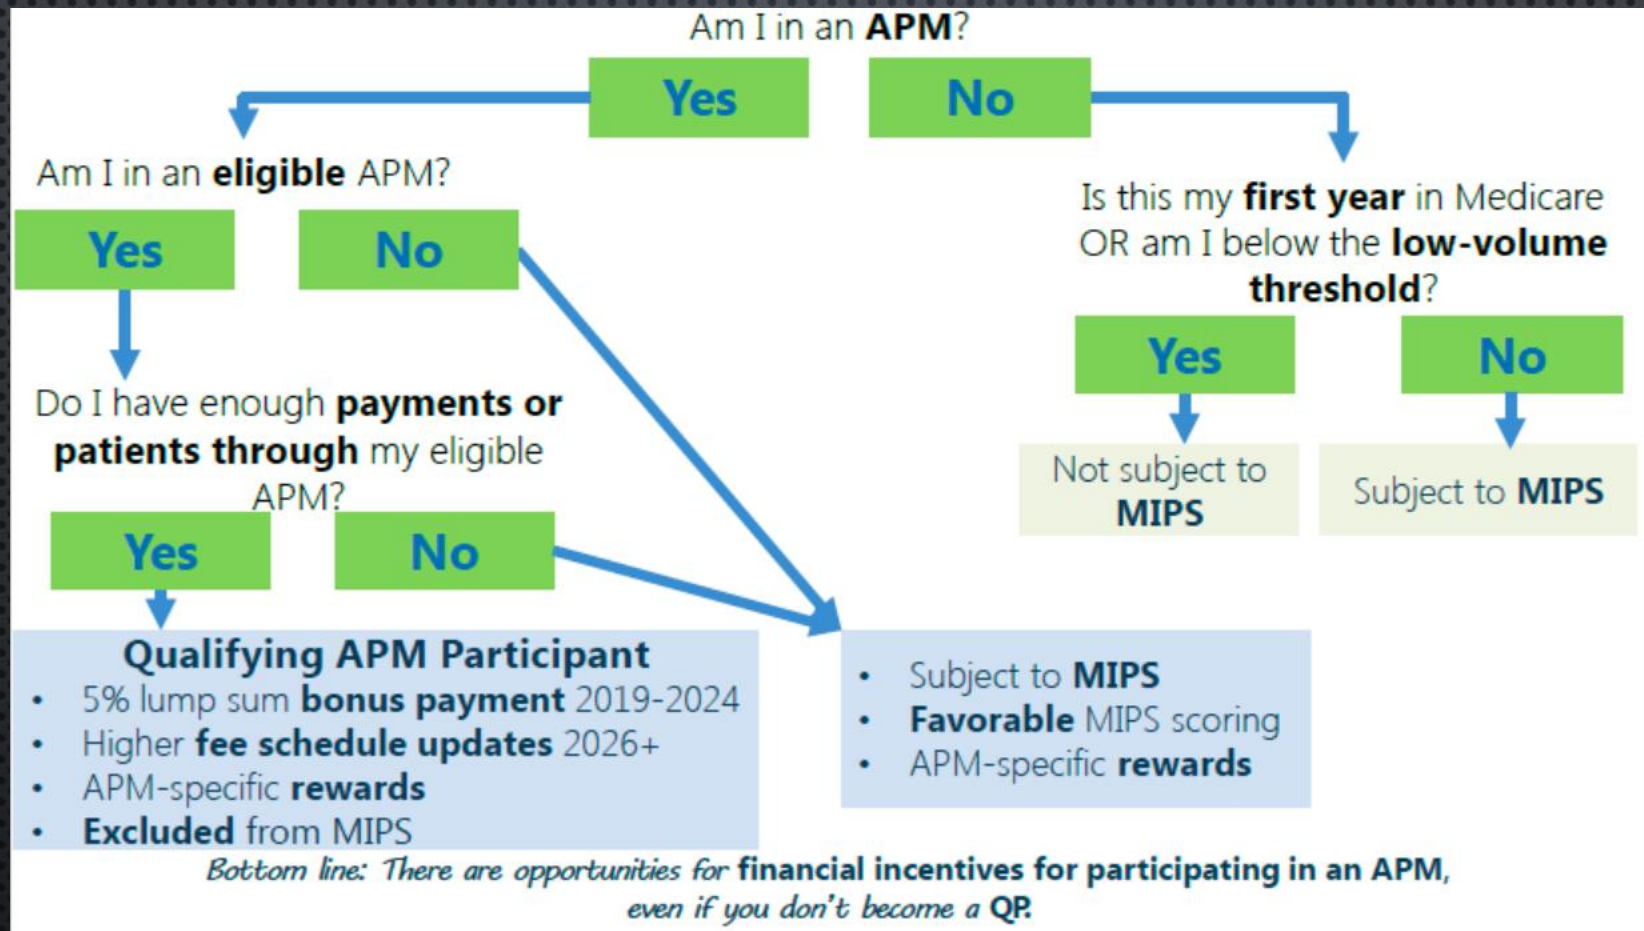 Am I in an APM?
Yes
No
Am I in an eligible APM?
Yes
No
Is this my first year in Medicare
OR am I below the low-volume
threshold?
Yes
No
Not subject to
MIPS
Subject to MIPS
Do I have enough payments or
patients through my eligible
APM?
Yes
No
Qualifying APM Participant
• 5% lump sum bonus payment 2019-2024
• Higher fee schedule updates 2026+
• APM-specific rewards
• Excluded from MIPS
• Subject to MIPS
• Favorable MIPS scoring
• APM-specific rewards
Bottom line: There are opportunities for financial incentives for participating in an APM,
even if you don't become a QP.